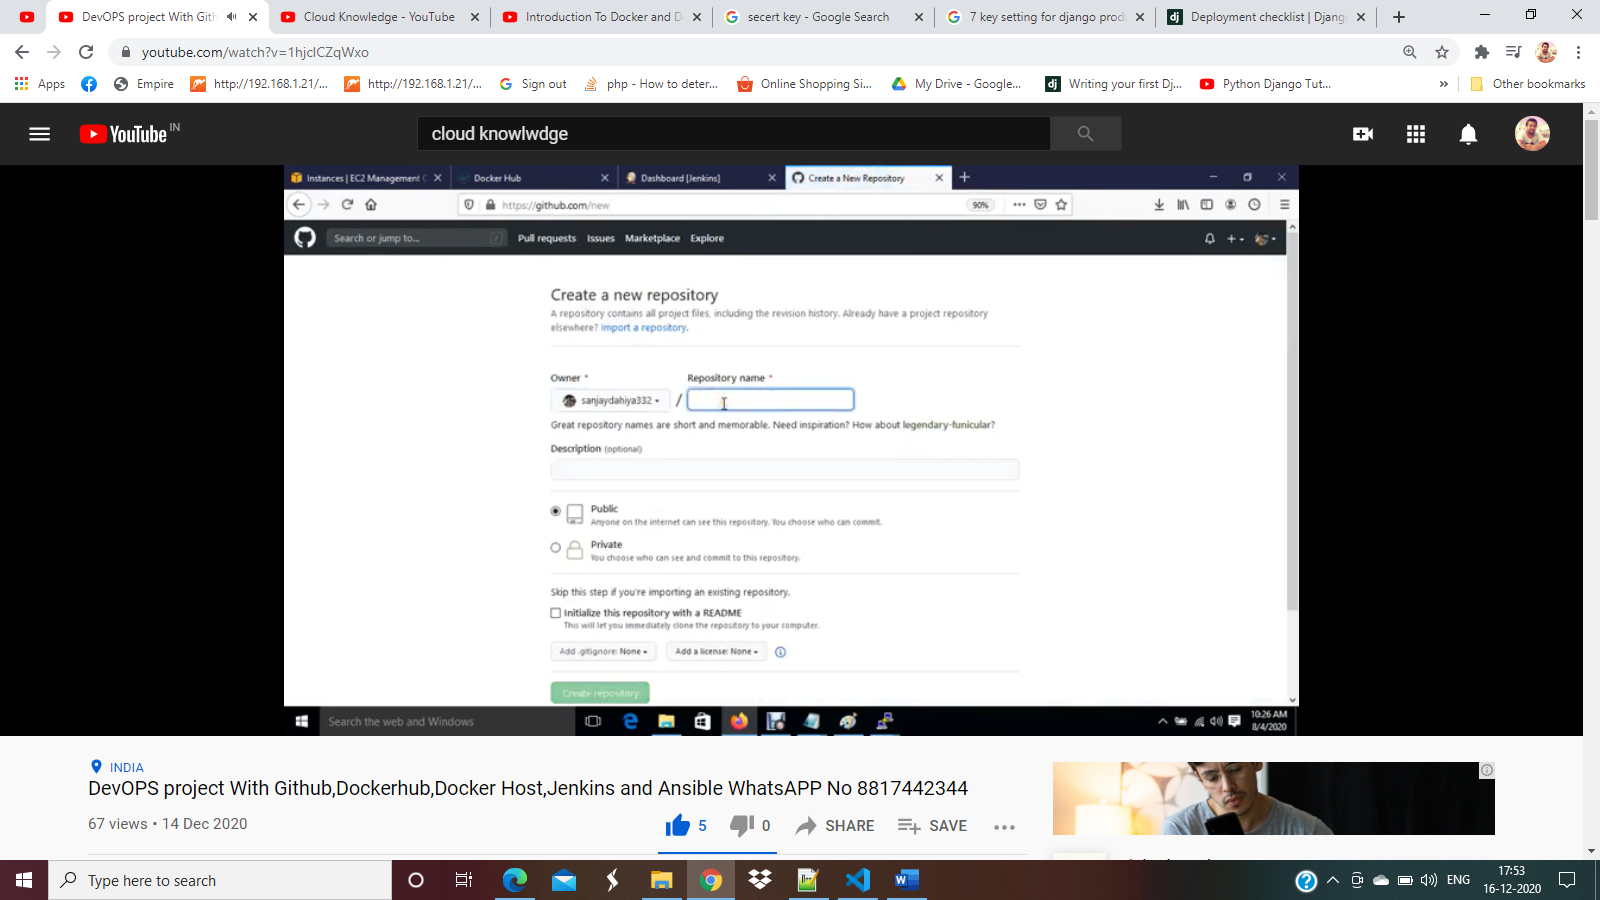 DevOPS project With Gith
Cloud Knowledge - YouTube
Introduction To Docker and D
secert key - Google Search
7 key setting for django prod
Deployment checklist | Djang
youtube.com/watch?v=1hjclCZqWxo
Apps
Empire
http://192.168.1.21/...
http://192.168.1.21/...
Sign out
php - How to deter...
Online Shopping Si...
My Drive - Google...
Writing your first Dj...
Python Django Tut...
»
Other bookmarks
YouTube IN
cloud knowlwdge
Instances | EC2 Management C
Docker Hub
Dashboard [Jenkins]
Create a New Repository
https://github.com/new
90%
Search or jump to...
/
Pull requests
Issues
Marketplace
Explore
Create a new repository
A repository contains all project files, including the revision history. Already have a project repository
elsewhere? Import a repository.
Owner *
Repository name *
sanjaydahiya332
/
Great repository names are short and memorable. Need inspiration? How about legendary-funicular?
Description (optional)
Public
Anyone on the internet can see this repository. You choose who can commit.
Private
You choose who can see and commit to this repository.
Skip this step if you're importing an existing repository.
Initialize this repository with a README
This will let you immediately clone the repository to your computer.
Add .gitignore: None
Add a license: None
Create repository
Search the web and Windows
10:26 AM
8/4/2020
INDIA
DevOPS project With Github,Dockerhub,Docker Host,Jenkins and Ansible WhatsAPP No 8817442344
67 views • 14 Dec 2020
5
0
SHARE
SAVE
Type here to search
ENG
17:53
16-12-2020